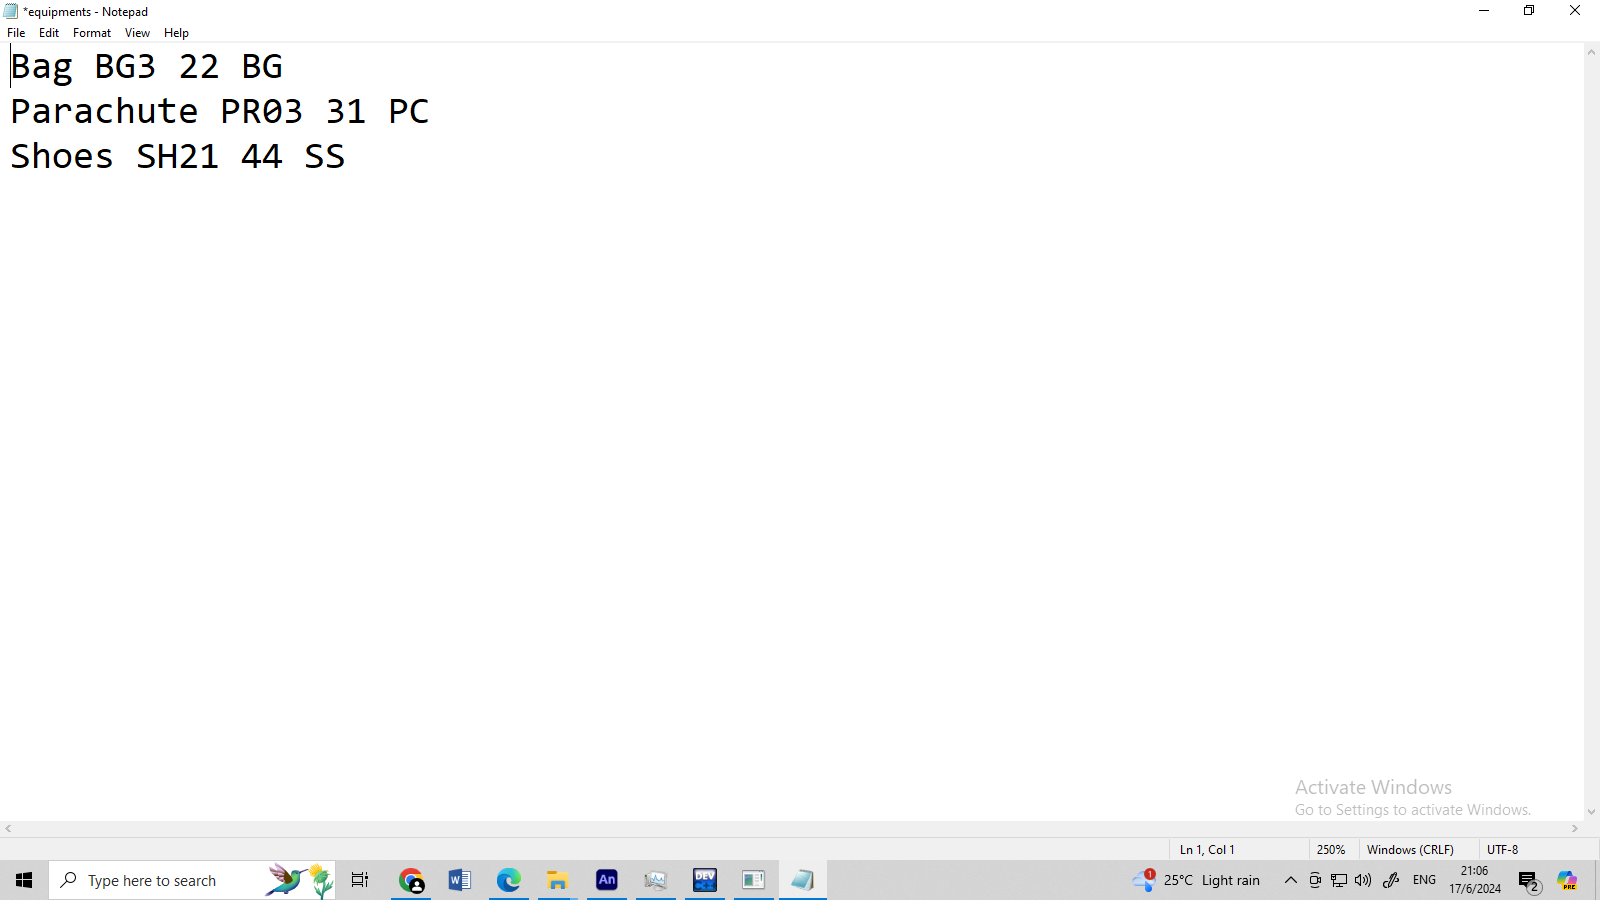 *equipments - Notepad
File Edit Format View Help
Bag BG3 22 BG
Parachute PR03 31 PC
Shoes SH21 44 SS
Activate Windows
Go to Settings to activate Windows.
Ln 1, Col 1 250% Windows (CRLF) UTF-8
Type here to search
W
An
DEV
1
25°C Light rain
ENG
21:06
17/6/2024
2
PRE